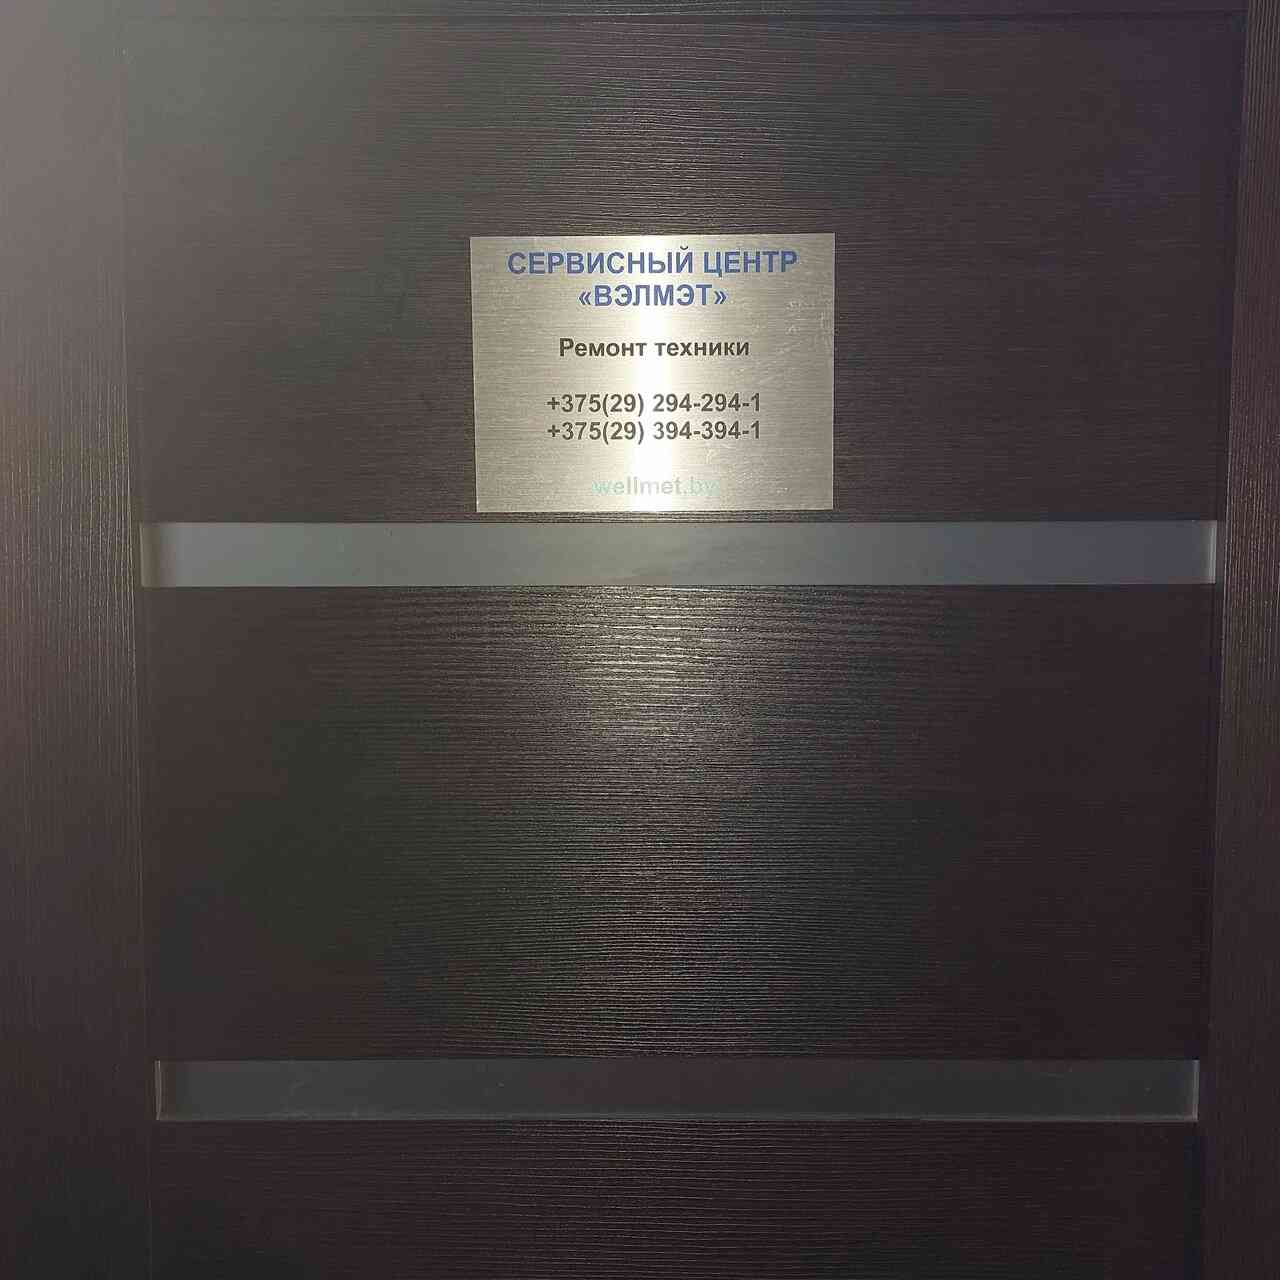 СЕРВИСНЫЙ ЦЕНТР
«ВЭЛМЭТ»
Ремонт техники
+375(29) 294-294-1
+375(29) 394-394-1
wellmet.by